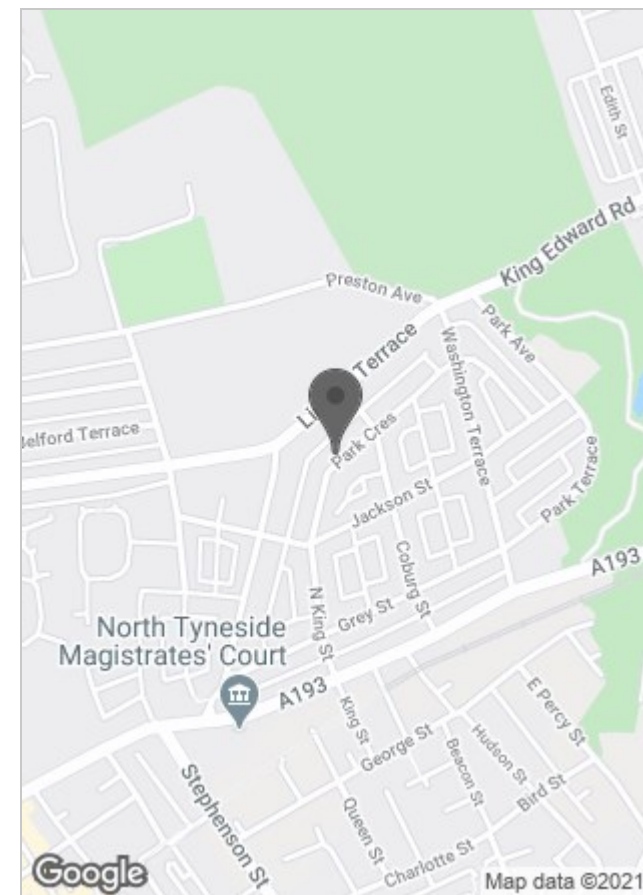 Edith St
King Edward Rd
Preston Ave
Park Ave
Terrace
Washington Terrace
Belford Terrace
Park Cres
Jackson St
Park Terrace
Coburg St
A193
N King St
Grey St
North Tyneside
Magistrates' Court
A193
King St
George St
E Percy St
Hudson St
Beacon St
Bird St
Stephenson St
Queen St
Charlotte St
Google
Map data ©2021